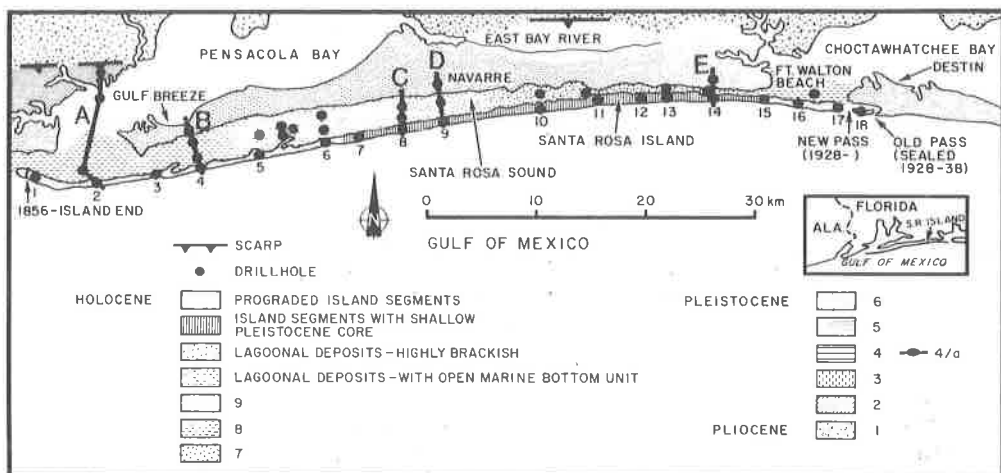 PENSACOLA BAY
EAST BAY RIVER
CHOCTAWHATCHEE BAY
DESTIN
A
GULF BREEZE
B
C
D
NAVARRE
E
FT. WALTON
BEACH
1
2
3
4
5
6
7
8
9
10
11
12
13
14
15
16
17
18
1856-ISLAND END
SANTA ROSA SOUND
SANTA ROSA ISLAND
NEW PASS
(1928- )
OLD PASS
(SEALED
1928-38)
N
0 10 20 30 km
GULF OF MEXICO
FLORIDA
ALA.
S.R. ISLAND
GULF OF MEXICO
SCARP
DRILLHOLE
HOLOCENE
PROGRADED ISLAND SEGMENTS
ISLAND SEGMENTS WITH SHALLOW
PLEISTOCENE CORE
LAGOONAL DEPOSITS-HIGHLY BRACKISH
LAGOONAL DEPOSITS-WITH OPEN MARINE BOTTOM UNIT
9
8
7
PLEISTOCENE
6
5
4
4/a
3
2
PLIOCENE
1